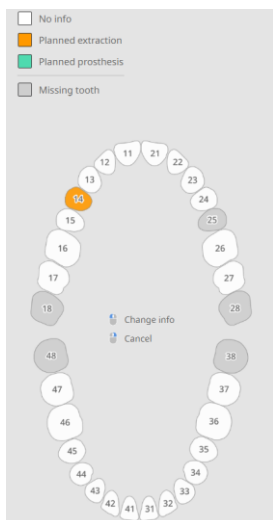 No info
Planned extraction
Planned prosthesis
Missing tooth
11 21
12 22
13 23
14 24
15 25
16 26
17 27
18 28
Change info
Cancel
48 38
47 37
46 36
45 35
44 34
43 33
42 41 31 32